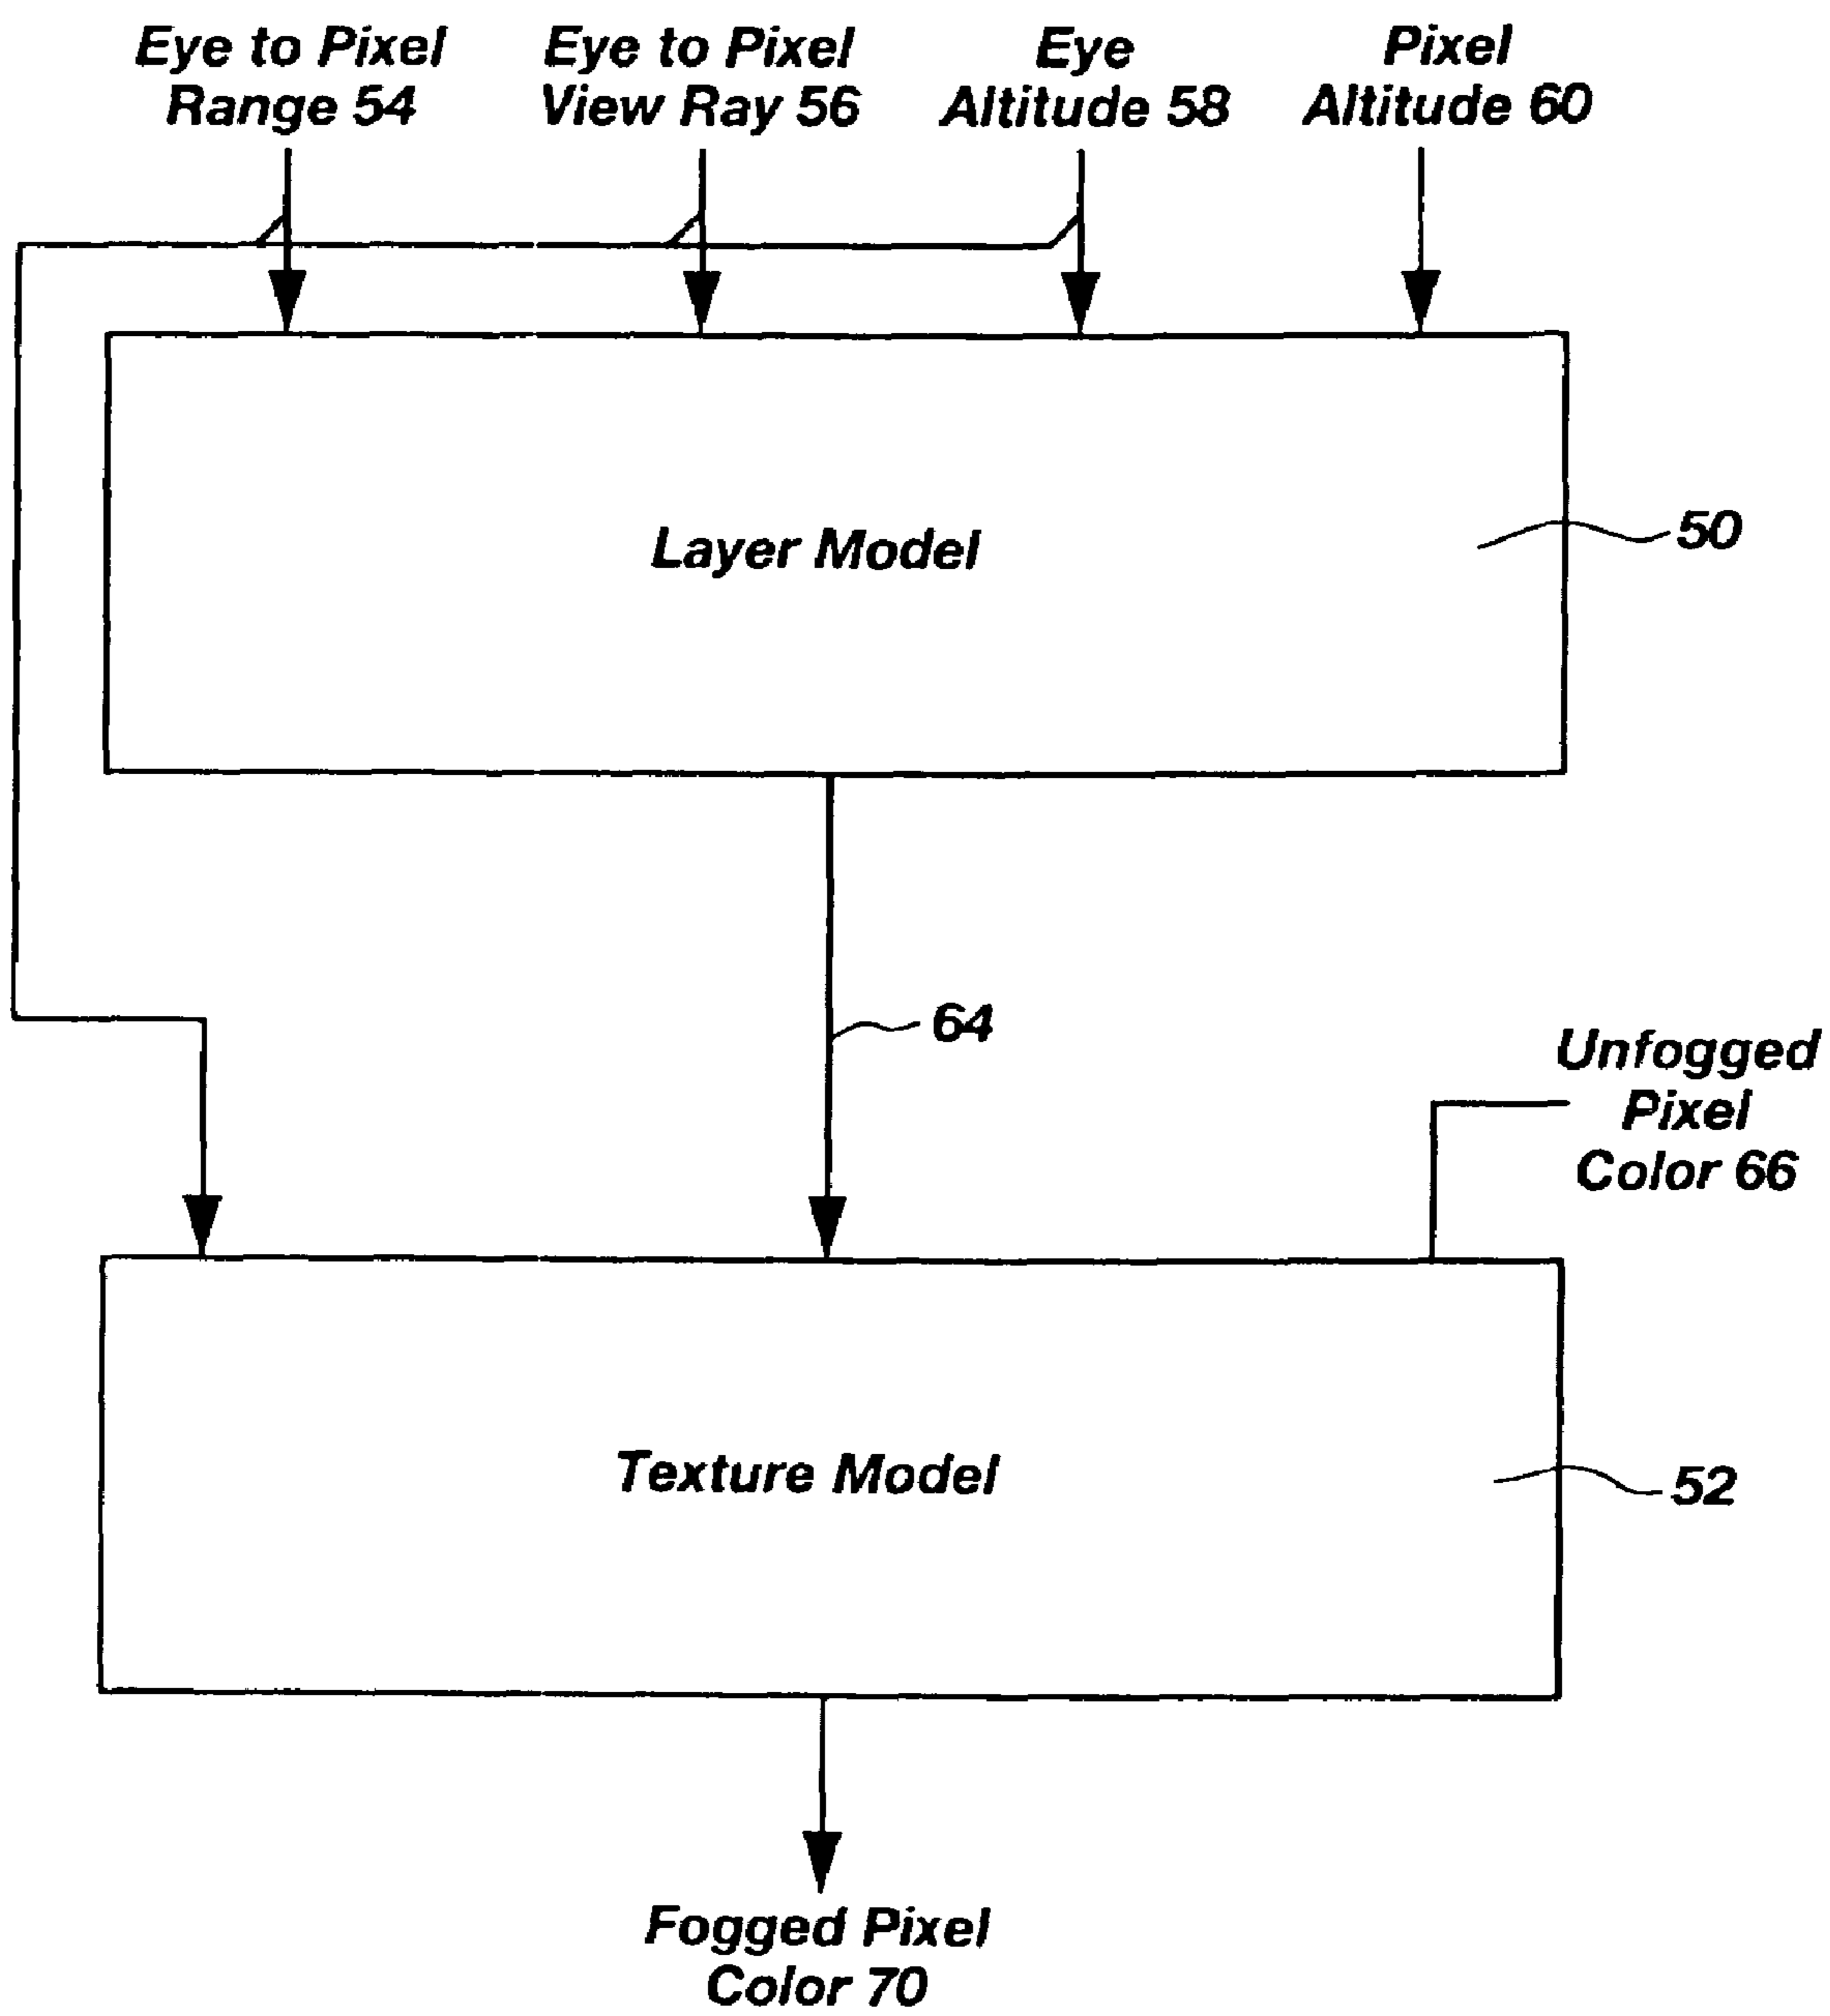 Eye to Pixel
Range 54
Eye to Pixel
View Ray 56
Eye
Altitude 58
Pixel
Altitude 60
Layer Model
50
64
Unfogged
Pixel
Color 66
Texture Model
52
Fogged Pixel
Color 70